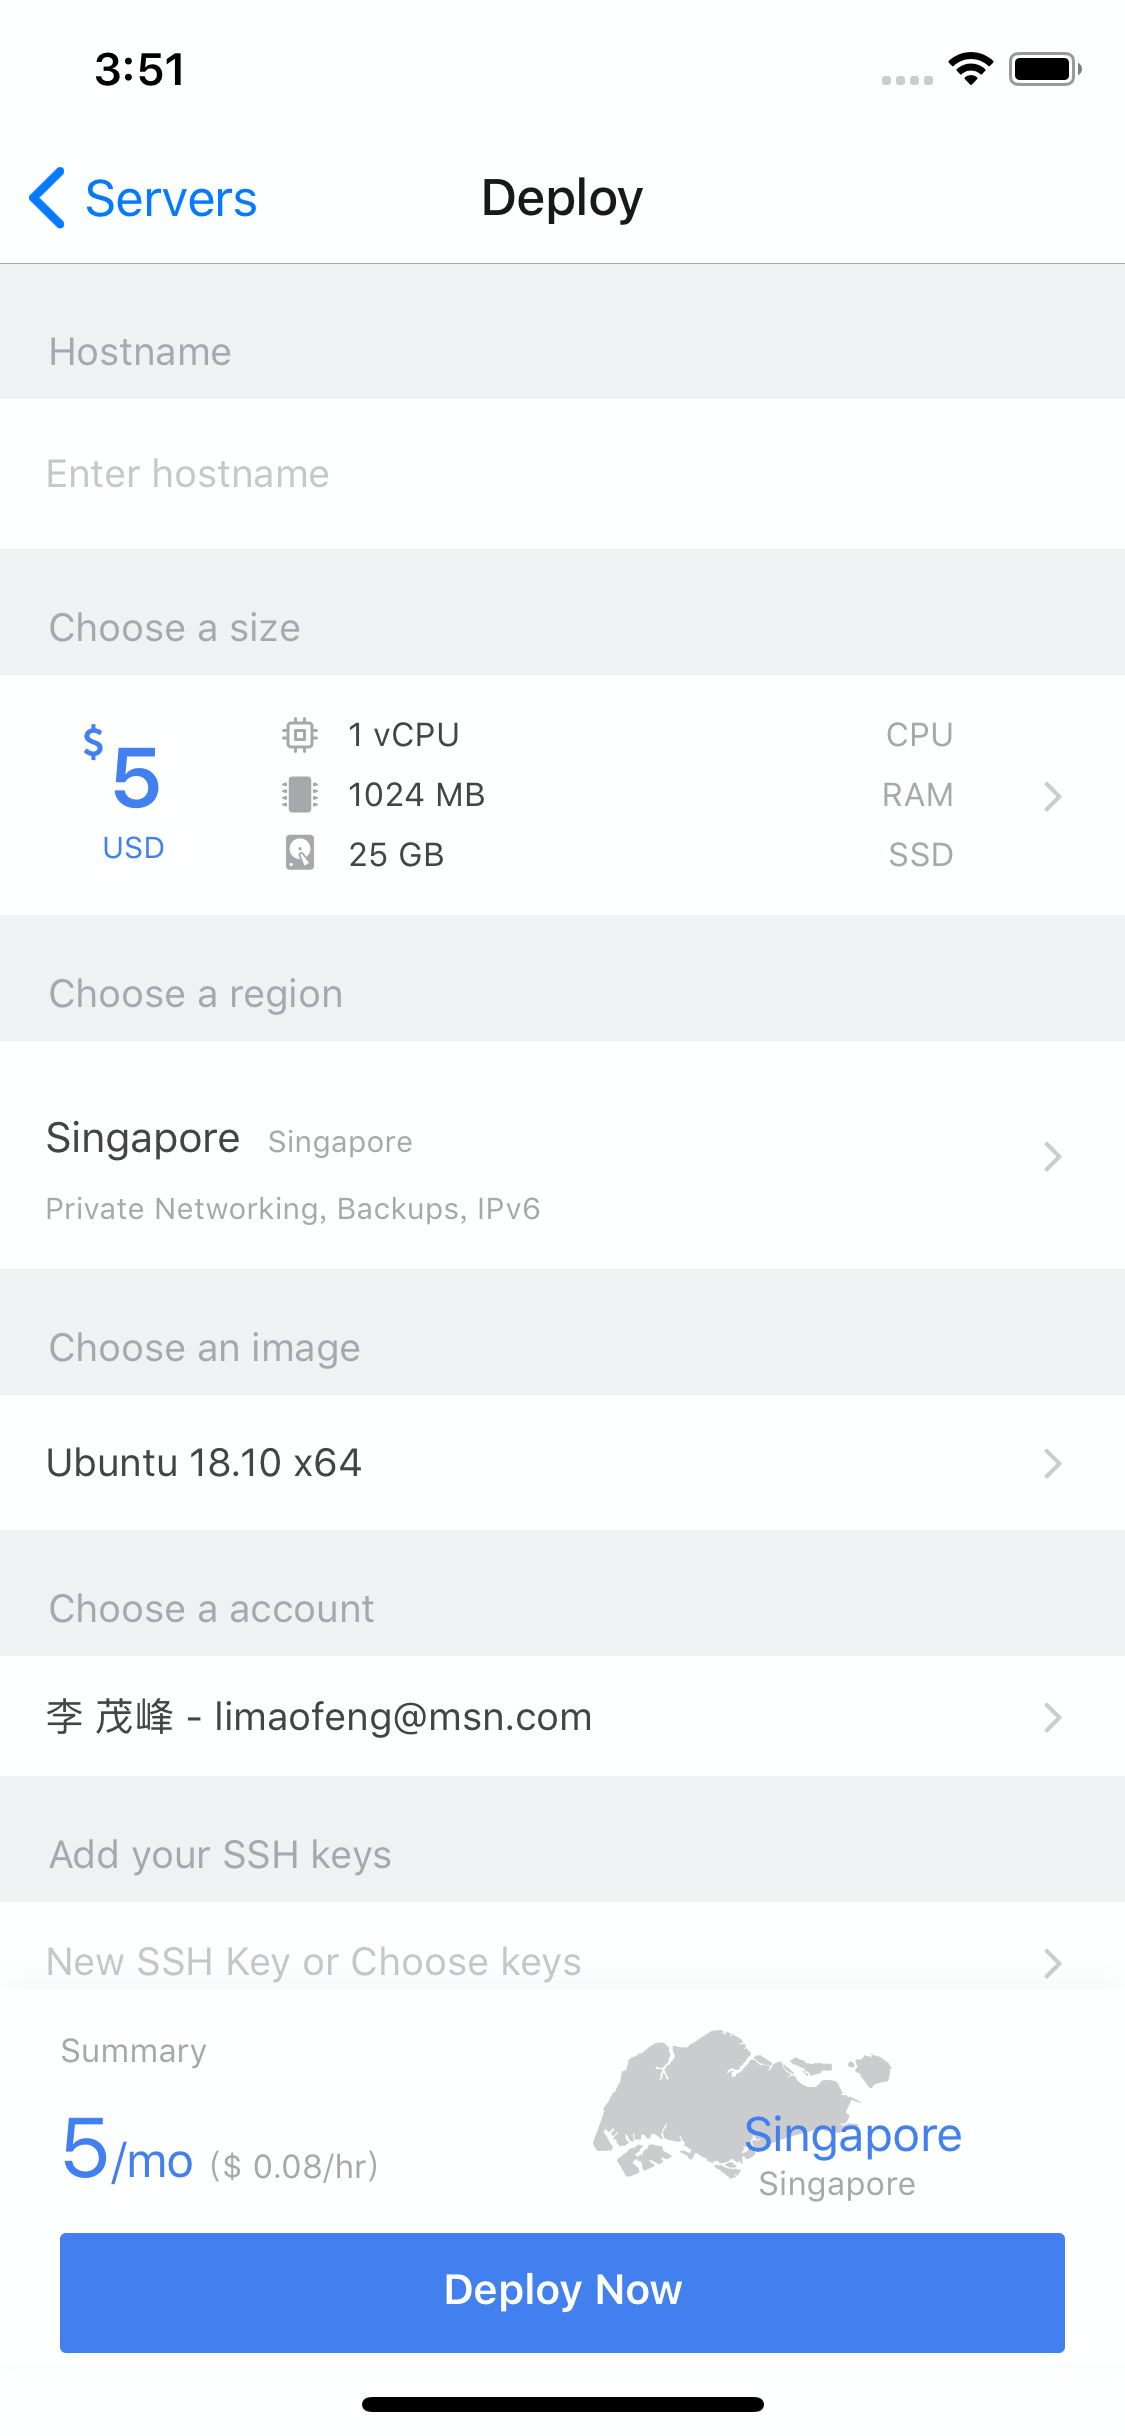 3:51
Servers
Deploy
Hostname
Enter hostname
Choose a size
$ 5
USD
1 vCPU CPU
1024 MB RAM
25 GB SSD
Choose a region
Singapore Singapore
Private Networking, Backups, IPv6
Choose an image
Ubuntu 18.10 x64
Choose a account
李 茂峰 - limaofeng@msn.com
Add your SSH keys
New SSH Key or Choose keys
Summary
5/mo ($ 0.08/hr)
Singapore
Singapore
Deploy Now